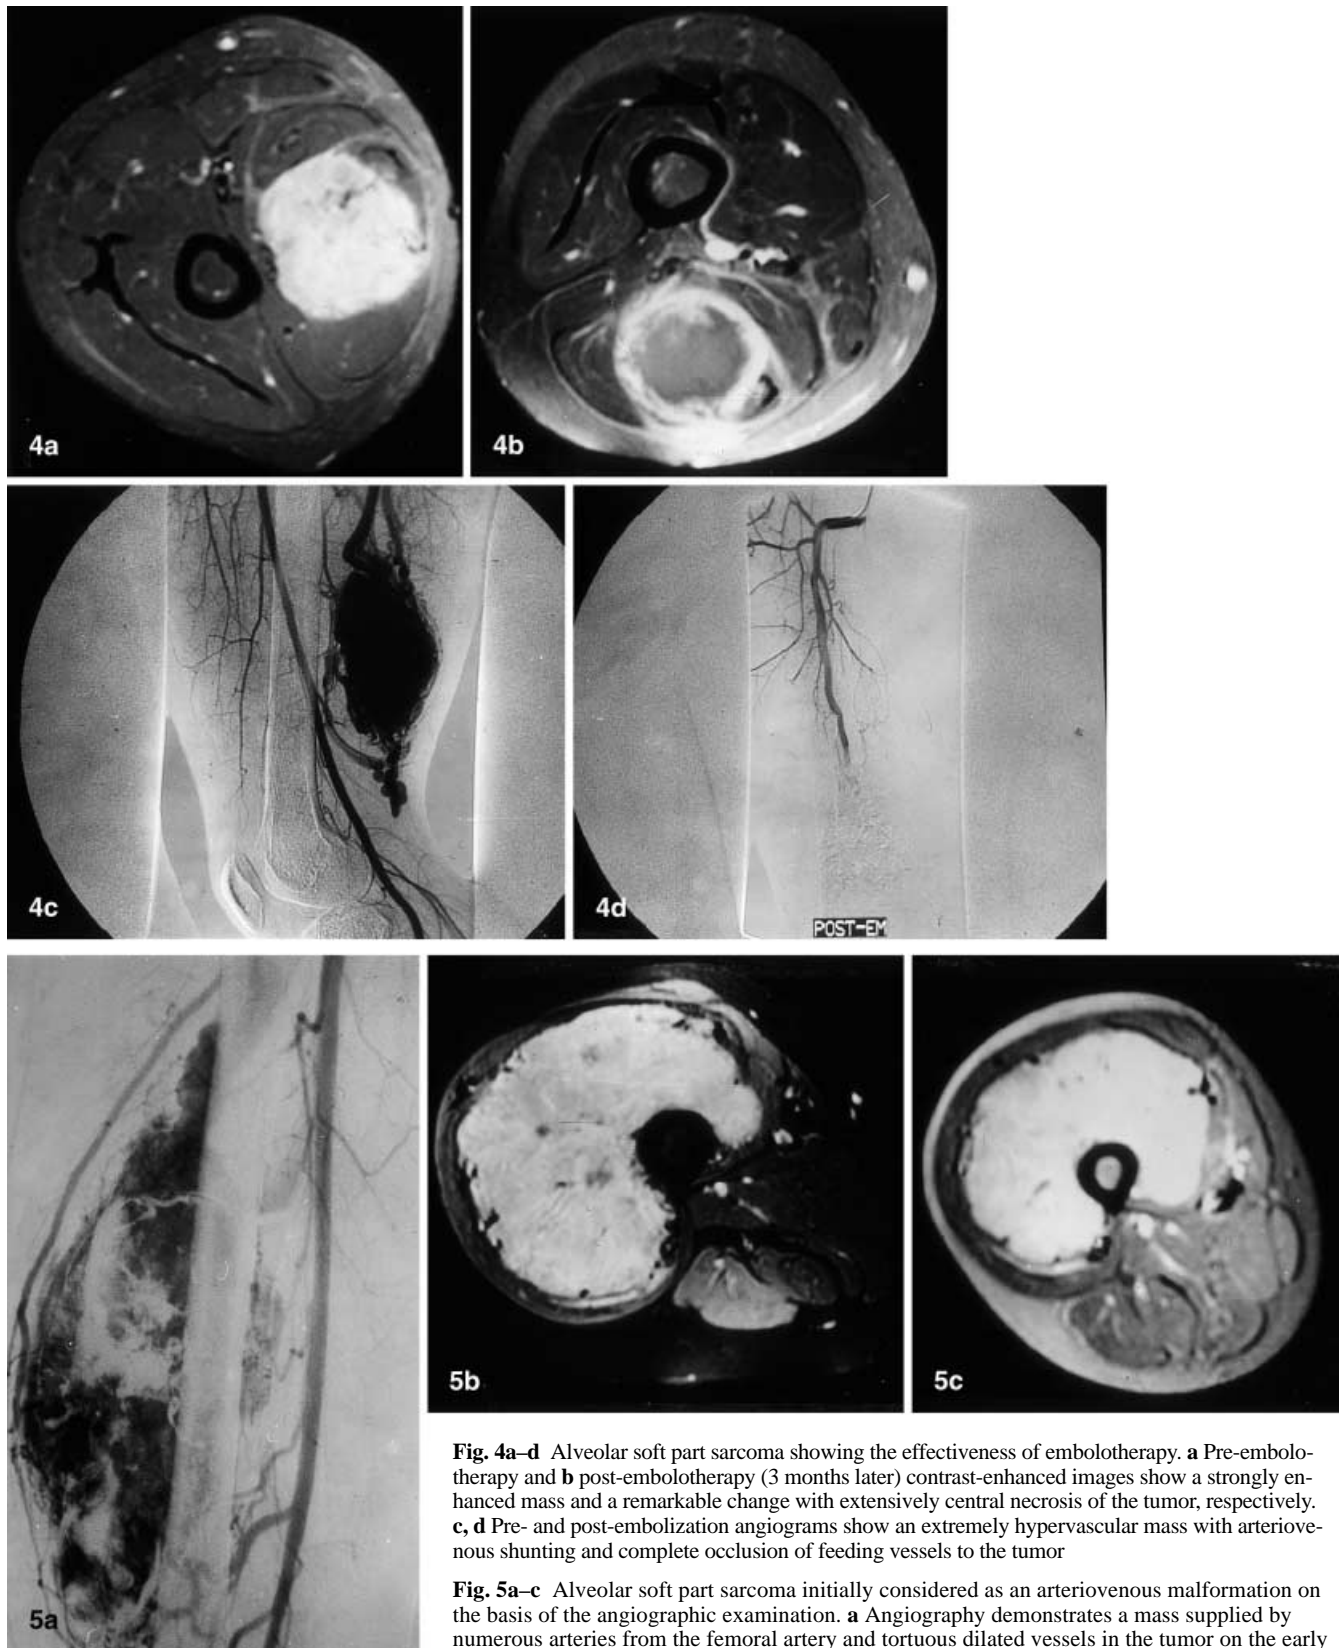 4a
4b
4c
4d
POST-EM
5a
5b
5c
Fig. 4a–d Alveolar soft part sarcoma showing the effectiveness of embolotherapy. a Pre-embolo-
therapy and b post-embolotherapy (3 months later) contrast-enhanced images show a strongly en-
hanced mass and a remarkable change with extensively central necrosis of the tumor, respectively.
c, d Pre- and post-embolization angiograms show an extremely hypervascular mass with arteriove-
nous shunting and complete occlusion of feeding vessels to the tumor
Fig. 5a–c Alveolar soft part sarcoma initially considered as an arteriovenous malformation on
the basis of the angiographic examination. a Angiography demonstrates a mass supplied by
numerous arteries from the femoral artery and tortuous dilated vessels in the tumor on the early